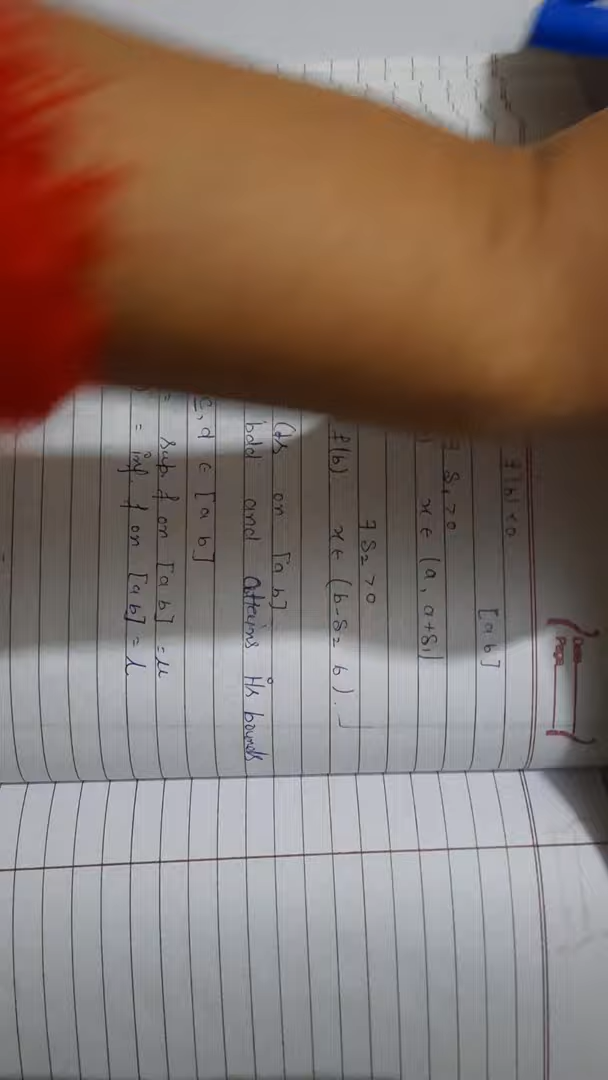 Date
Page
f'(b) < 0
[a b]
∃ δ₁ > 0
x ∈ (a, a+δ₁)
∃ δ₂ > 0
f(b) x ∈ (b-δ₂ b).
Cts on [a b]
bdd and attains its bounds
c, d ∈ [a b]
= sup. f on [a b] = u
= inf. f on [a b] = l